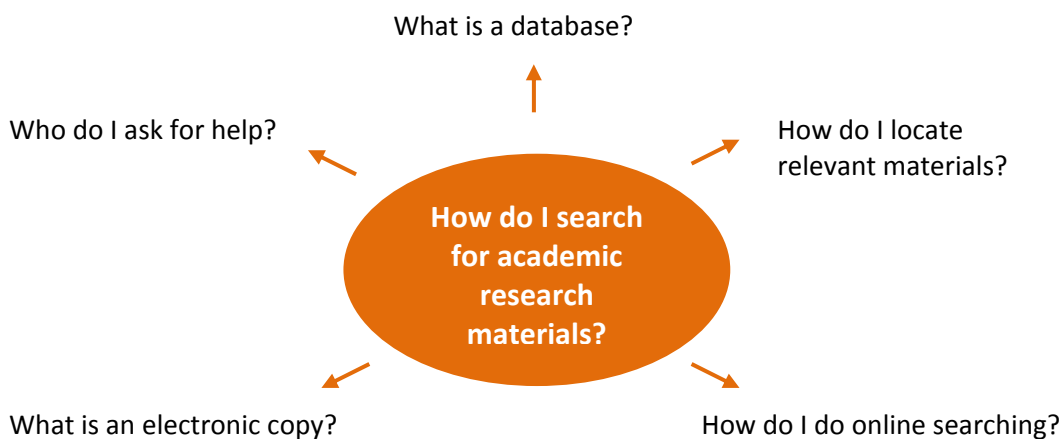 What is a database?
Who do I ask for help?
How do I locate
relevant materials?
How do I search
for academic
research
materials?
What is an electronic copy?
How do I do online searching?